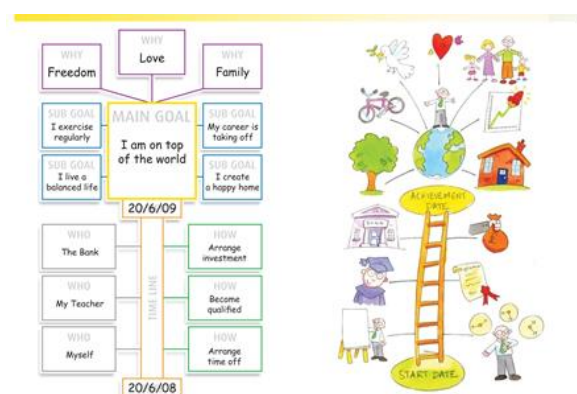 WHY
Freedom
WHY
Love
WHY
Family
SUB GOAL
I exercise
regularly
MAIN GOAL
I am on top
of the world
SUB GOAL
My career is
taking off
SUB GOAL
I live a
balanced life
SUB GOAL
I create
a happy home
20/6/09
WHO
The Bank
HOW
Arrange
investment
WHO
My Teacher
TIME LINE
HOW
Become
qualified
WHO
Myself
HOW
Arrange
time off
20/6/08
ACHIEVEMENT
DATE
START DATE